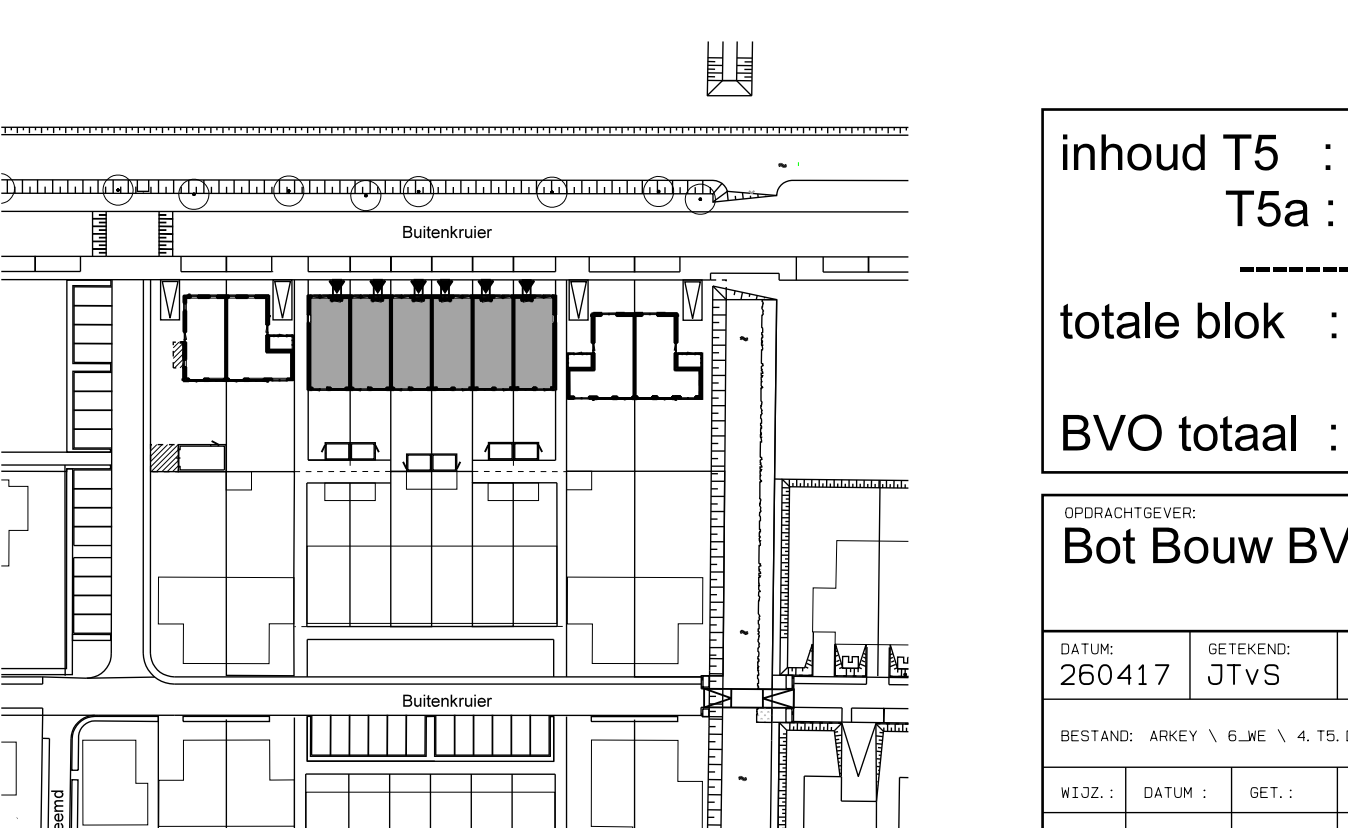 Buitenkruier
Buitenkruier
inhoud T5 :
T5a :
totale blok :
BVO totaal :
OPDRACHTGEVER:
Bot Bouw BV
DATUM:
260417
GETEKEND:
JTvS
BESTAND: ARKEY \ 6_WE \ 4. T5.
WIJZ. : DATUM : GET. :
eemd